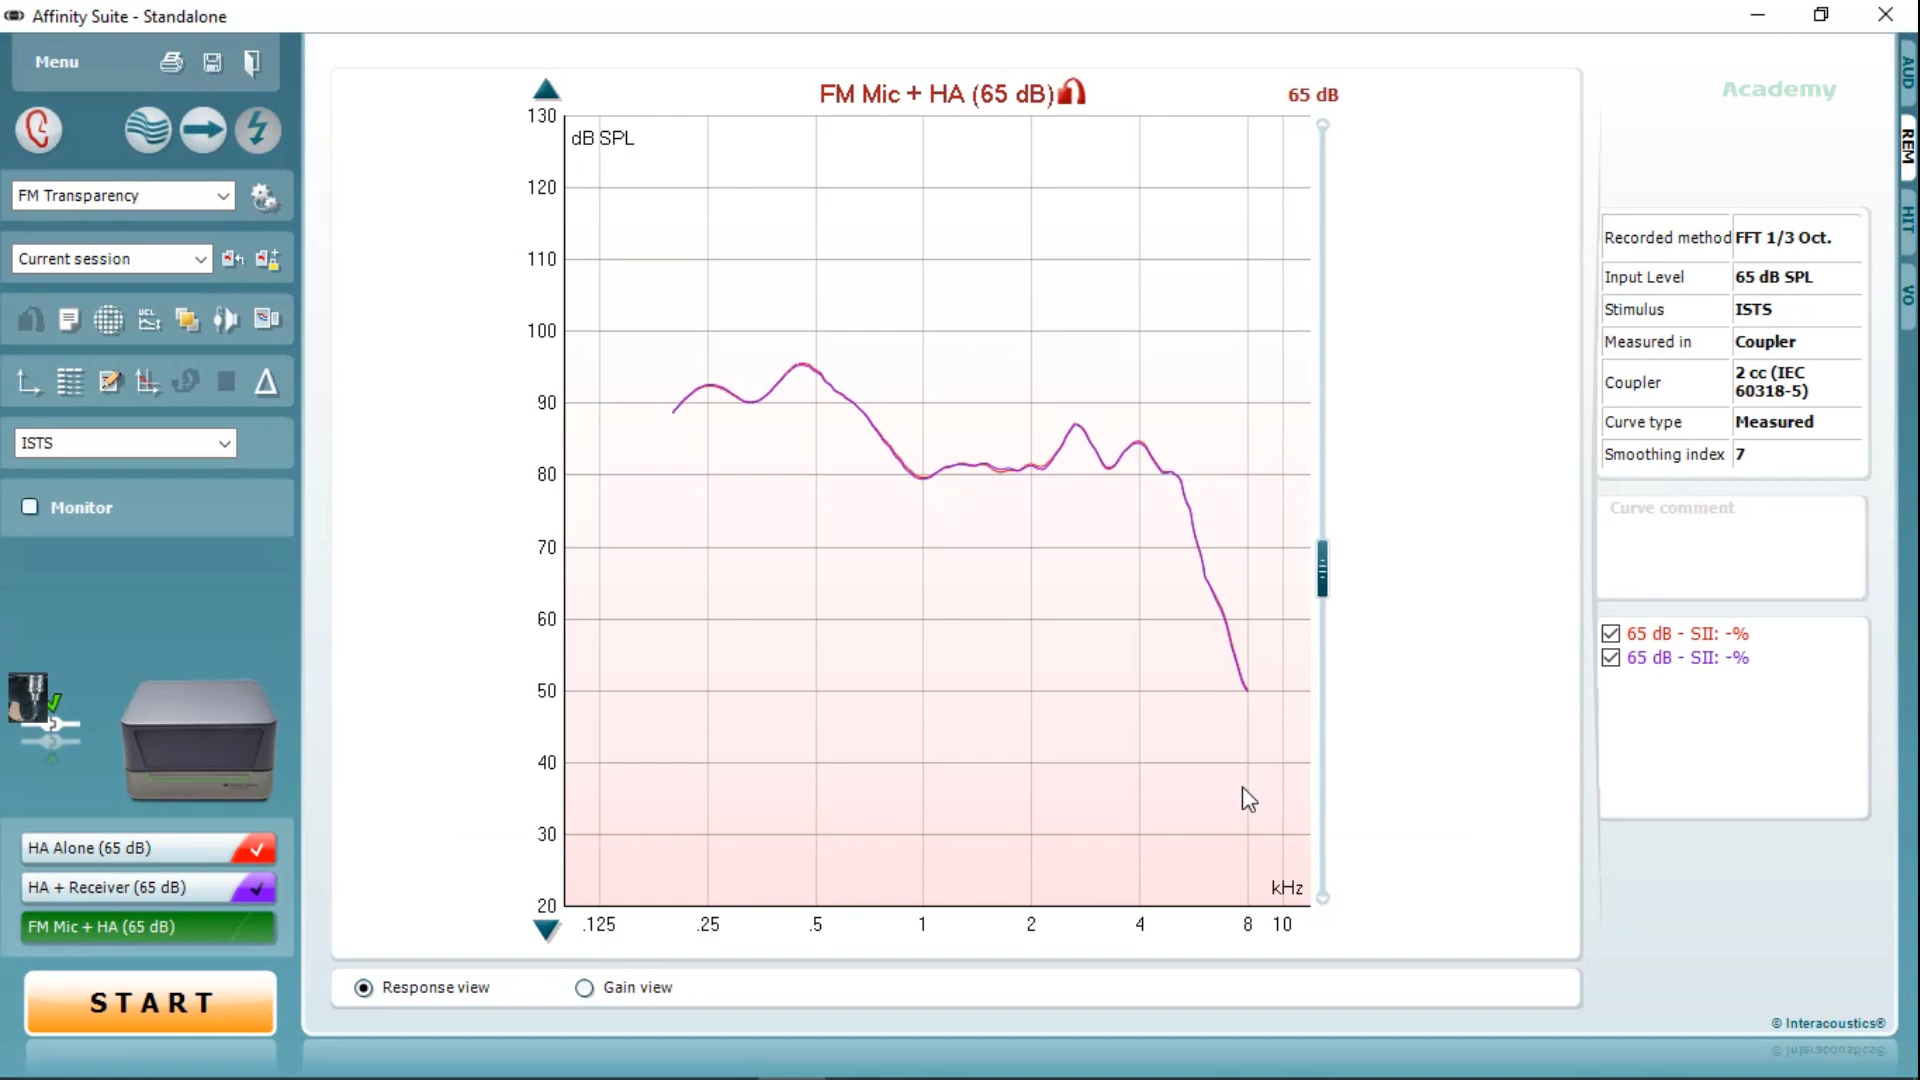 Affinity Suite - Standalone
Menu
FM Transparency
Current session
UCL
ISTS
Monitor
HA Alone (65 dB)
HA + Receiver (65 dB)
FM Mic + HA (65 dB)
START
FM Mic + HA (65 dB)
65 dB
dB SPL
130
120
110
100
90
80
70
60
50
40
30
20
kHz
.125 .25 .5 1 2 4 8 10
Response view
Gain view
Academy
Recorded method FFT 1/3 Oct.
Input Level 65 dB SPL
Stimulus ISTS
Measured in Coupler
Coupler 2 cc (IEC
60318-5)
Curve type Measured
Smoothing index 7
Curve comment
65 dB - SII: -%
65 dB - SII: -%
© Interacoustics®
© Interacoustics®
AUD
REM
HIT
VO